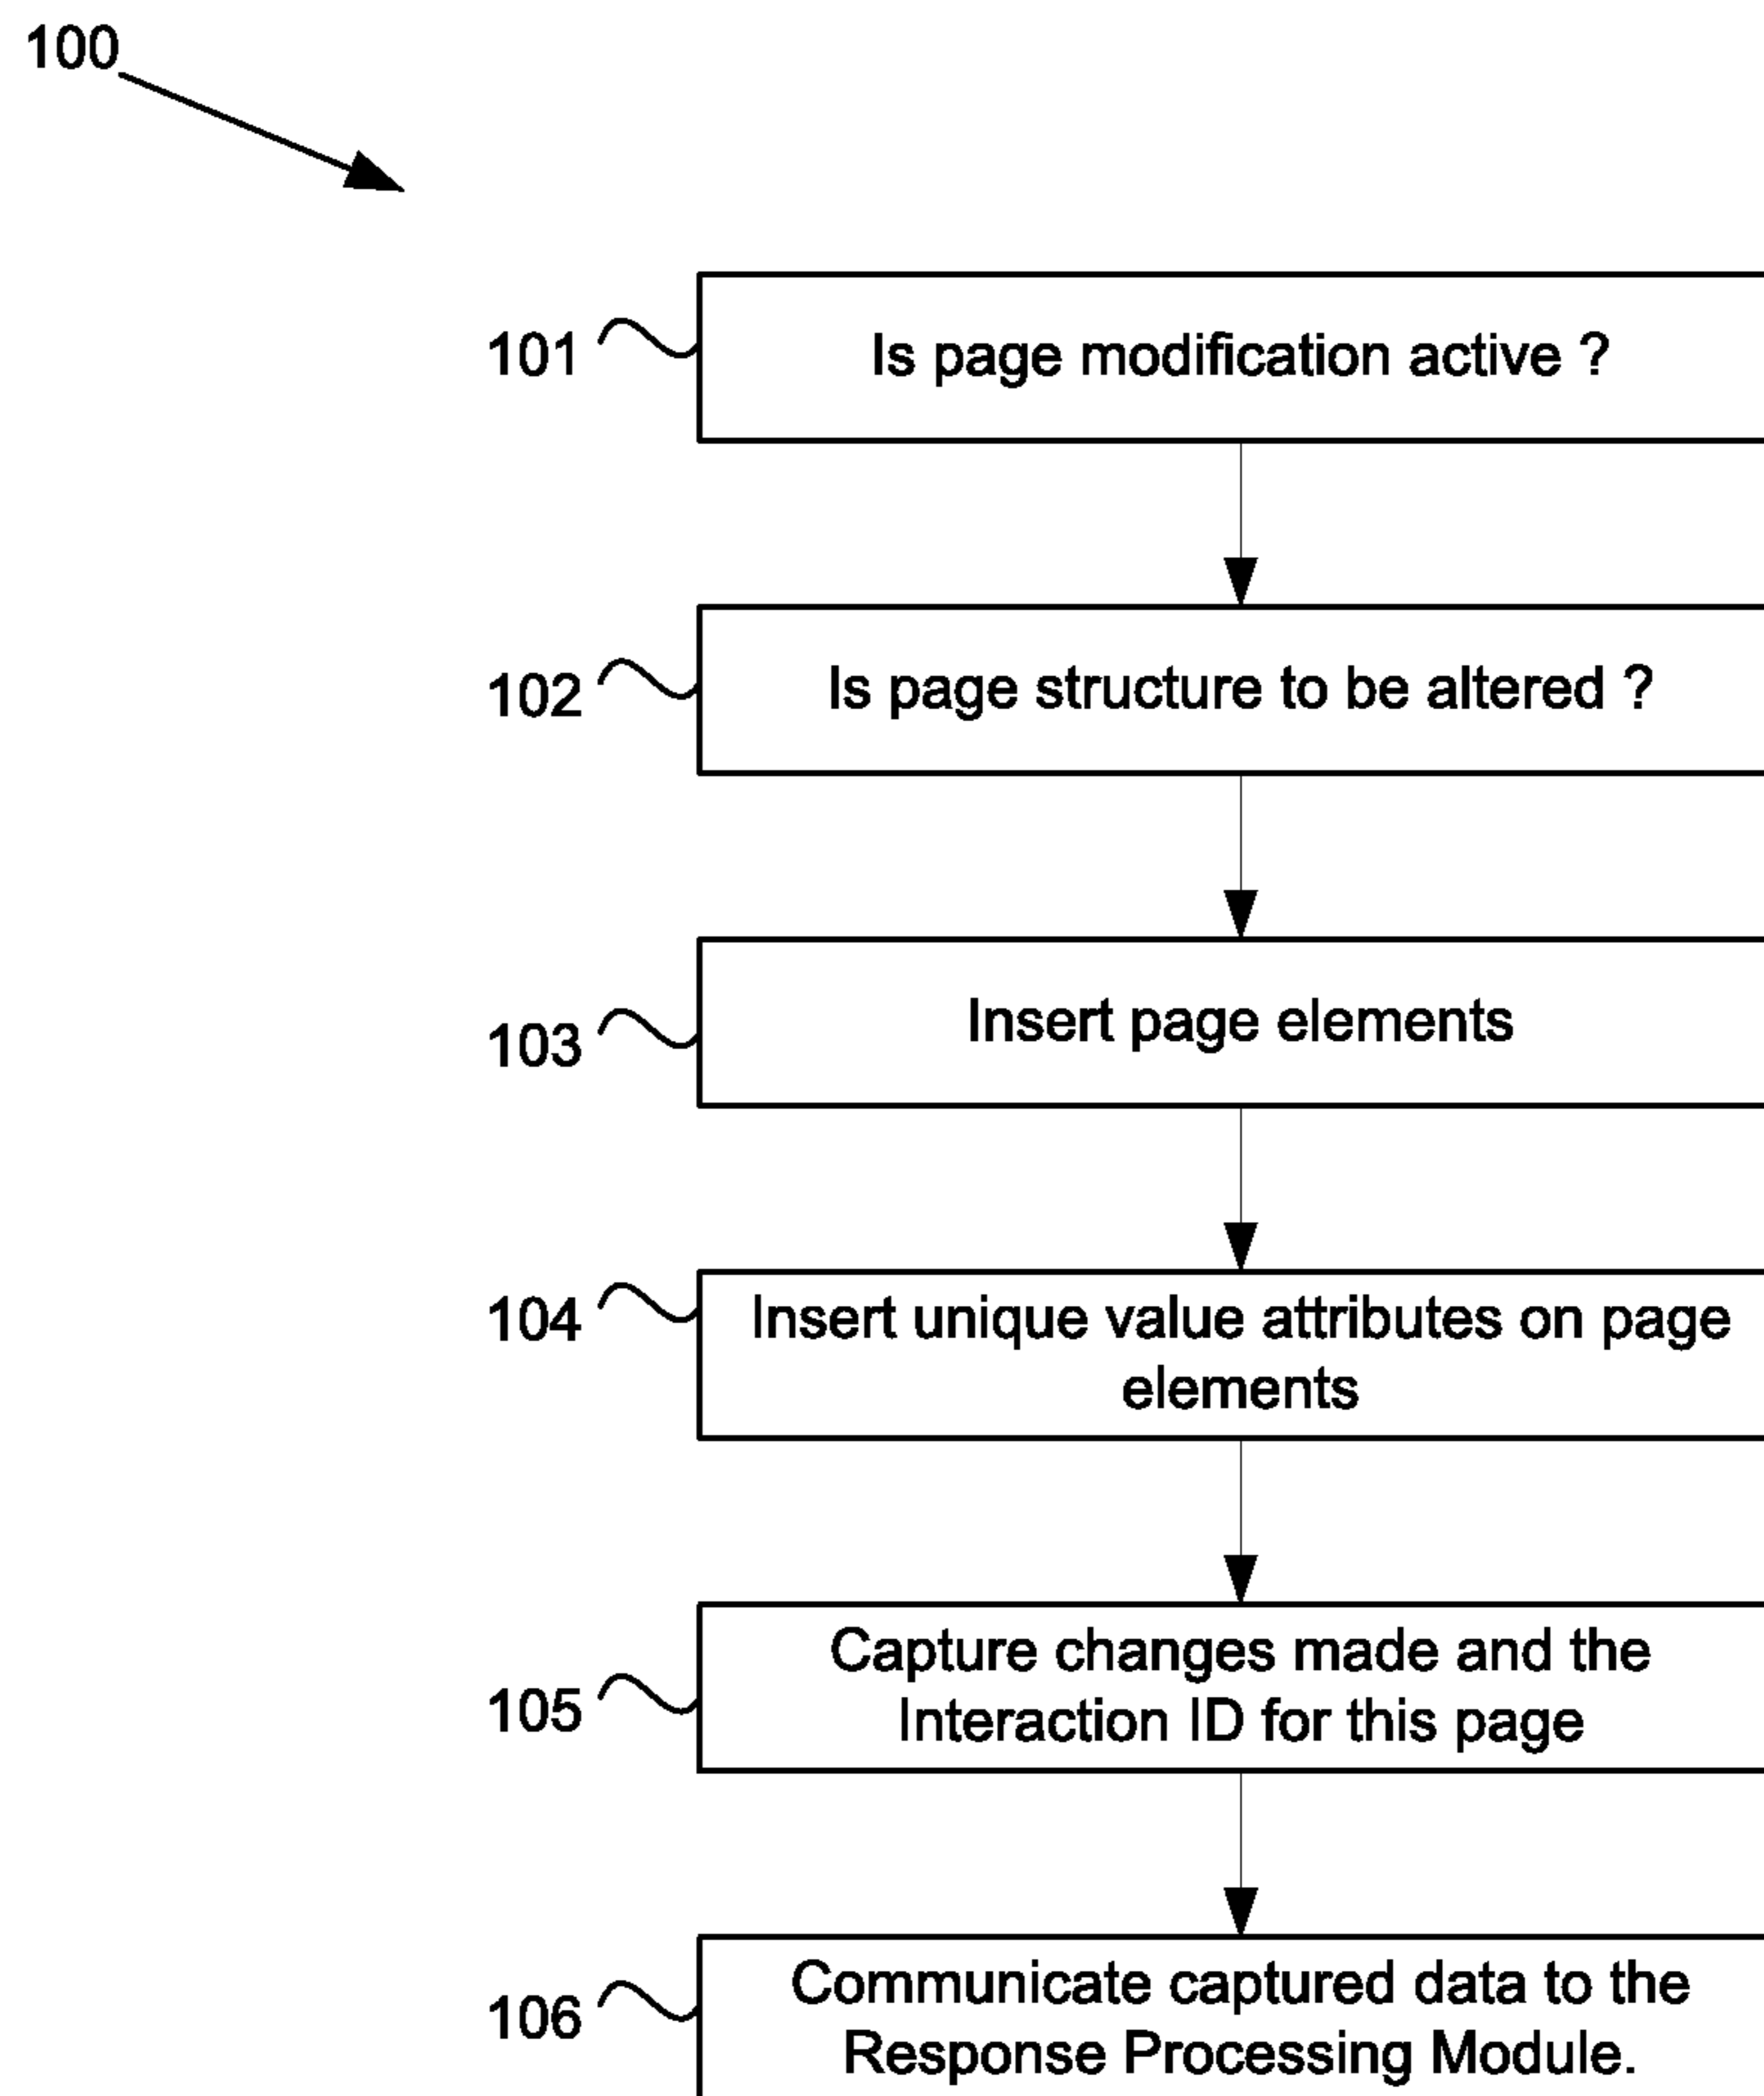 100
101
Is page modification active ?
102
Is page structure to be altered ?
103
Insert page elements
104
Insert unique value attributes on page
elements
105
Capture changes made and the
Interaction ID for this page
106
Communicate captured data to the
Response Processing Module.